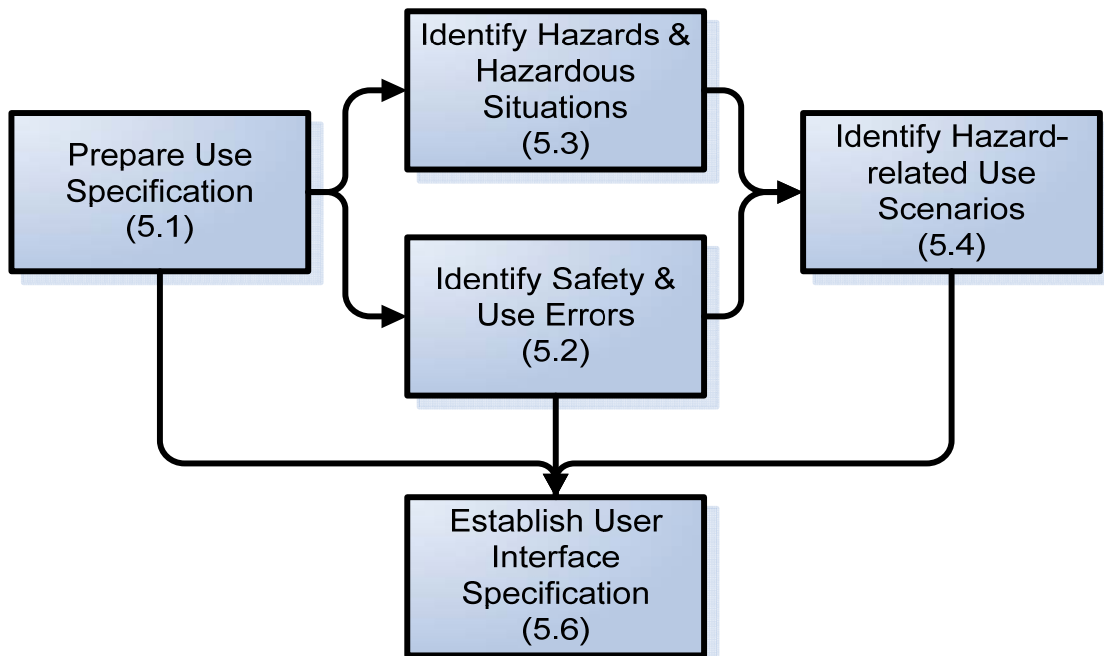 Prepare Use
Specification
(5.1)
Identify Hazards &
Hazardous
Situations
(5.3)
Identify Safety &
Use Errors
(5.2)
Identify Hazard-
related Use
Scenarios
(5.4)
Establish User
Interface
Specification
(5.6)